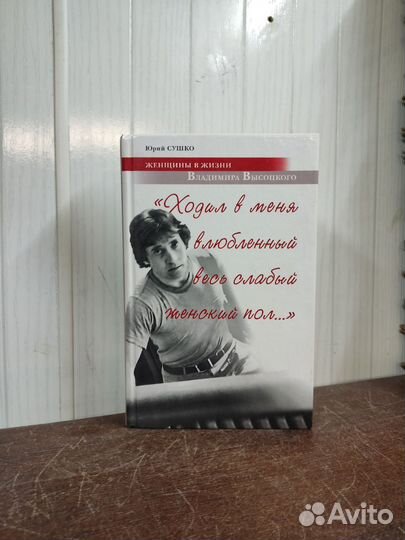 Юрий СУШКО
ЖЕНЩИНЫ В ЖИЗНИ
ВЛАДИМИРА ВЫСОЦКОГО
«Ходил в меня
влюбленный
весь слабый
женский пол...»
Avito